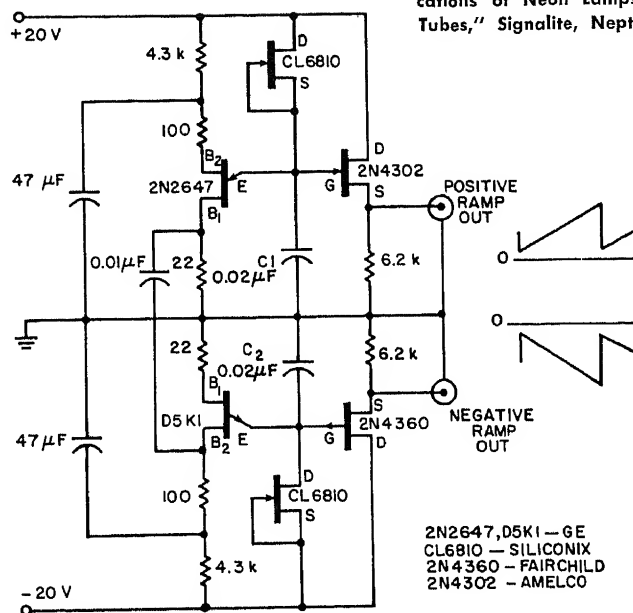 cations of Neon Lamps
Tubes," Signalite, Nept
+20 V
4.3 k
D
CL6810
S
100
B2
47 µF
2N2647
E
B1
D
G
2N4302
S
POSITIVE
RAMP
OUT
0.01µF
22
0.02µF
C1
6.2 k
O
22
C2
0.02µF
6.2 k
O
B1
D5K1
E
B2
S
G
2N4360
D
NEGATIVE
RAMP
OUT
47 µF
100
D
CL6810
S
4.3 k
-20 V
2N2647, D5K1 — GE
CL6810 — SILICONIX
2N4360 — FAIRCHILD
2N4302 — AMELCO